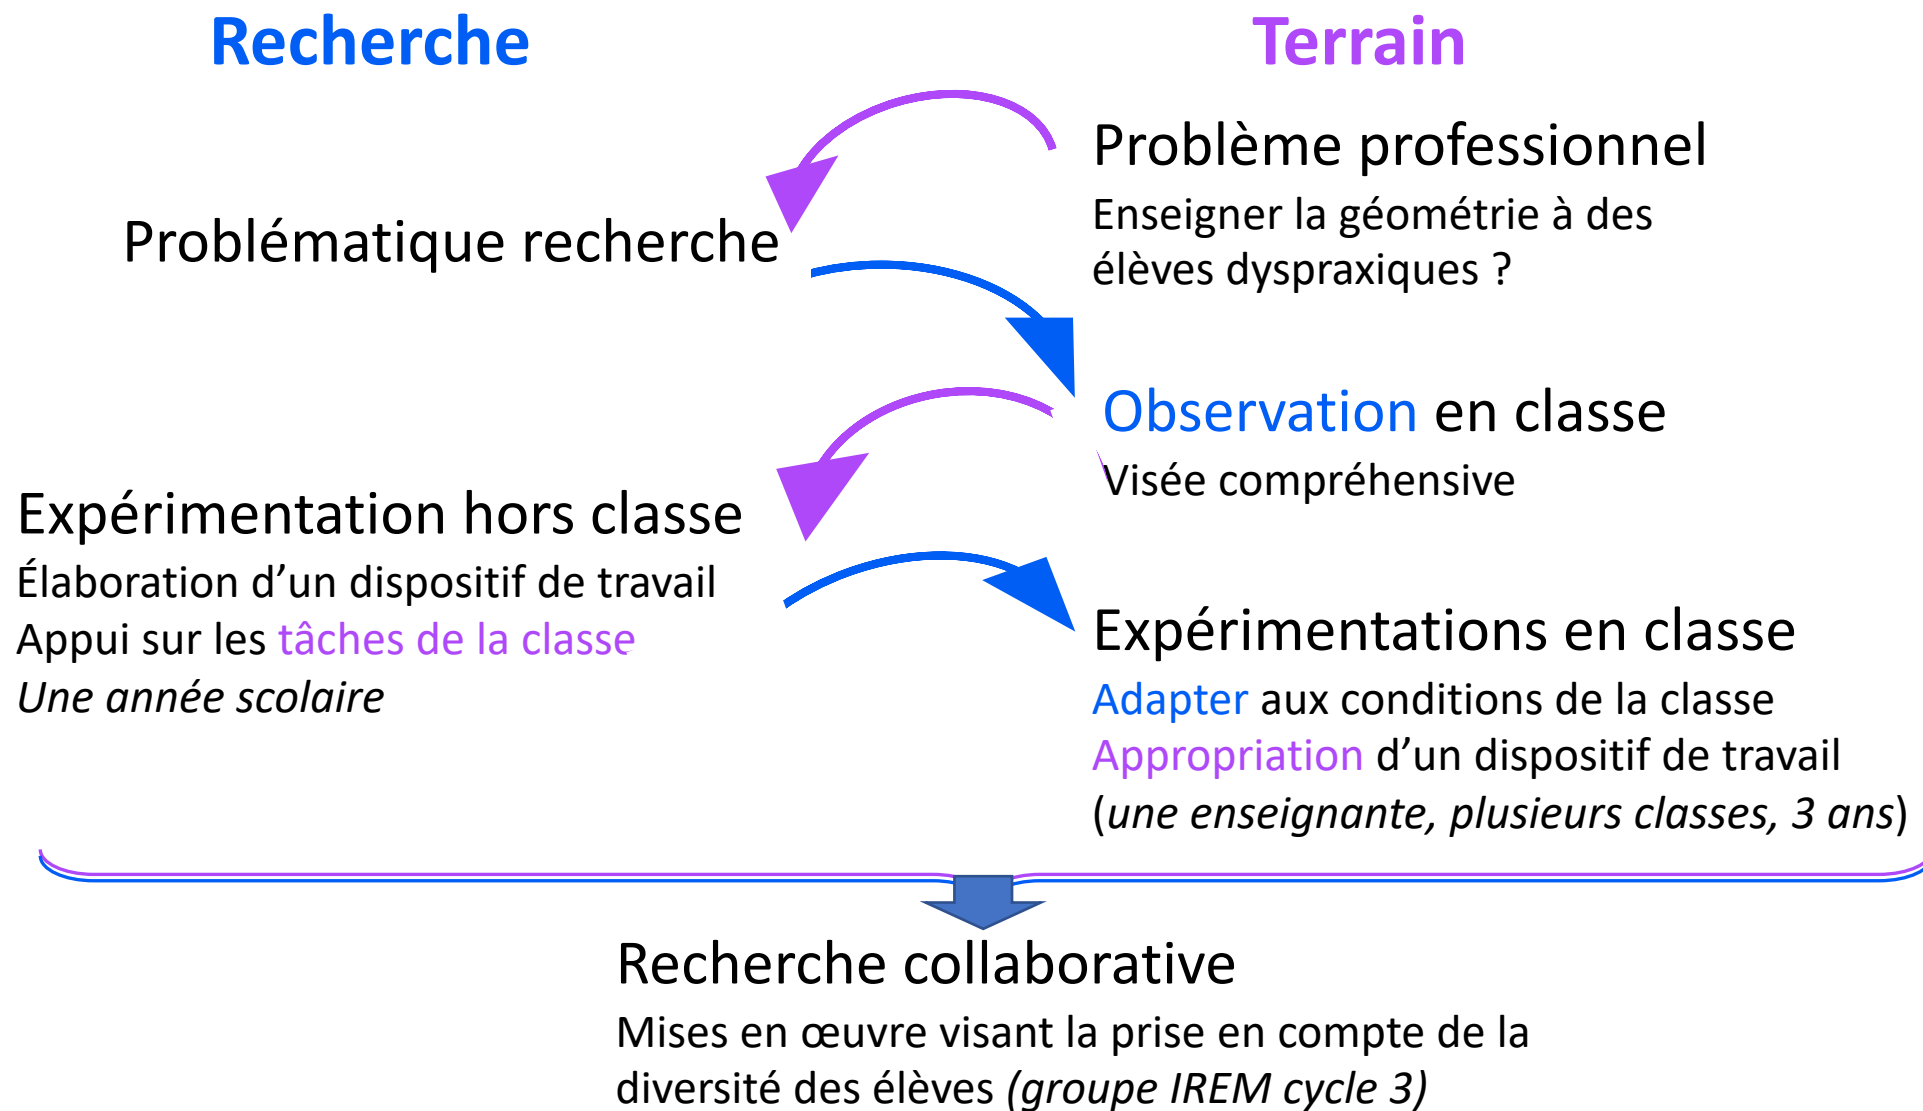 Recherche
Terrain
Problème professionnel
Enseigner la géométrie à des
élèves dyspraxiques ?
Problématique recherche
Observation en classe
Visée compréhensive
Expérimentation hors classe
Élaboration d’un dispositif de travail
Appui sur les tâches de la classe
Une année scolaire
Expérimentations en classe
Adapter aux conditions de la classe
Appropriation d’un dispositif de travail
(une enseignante, plusieurs classes, 3 ans)
Recherche collaborative
Mises en œuvre visant la prise en compte de la
diversité des élèves (groupe IREM cycle 3)